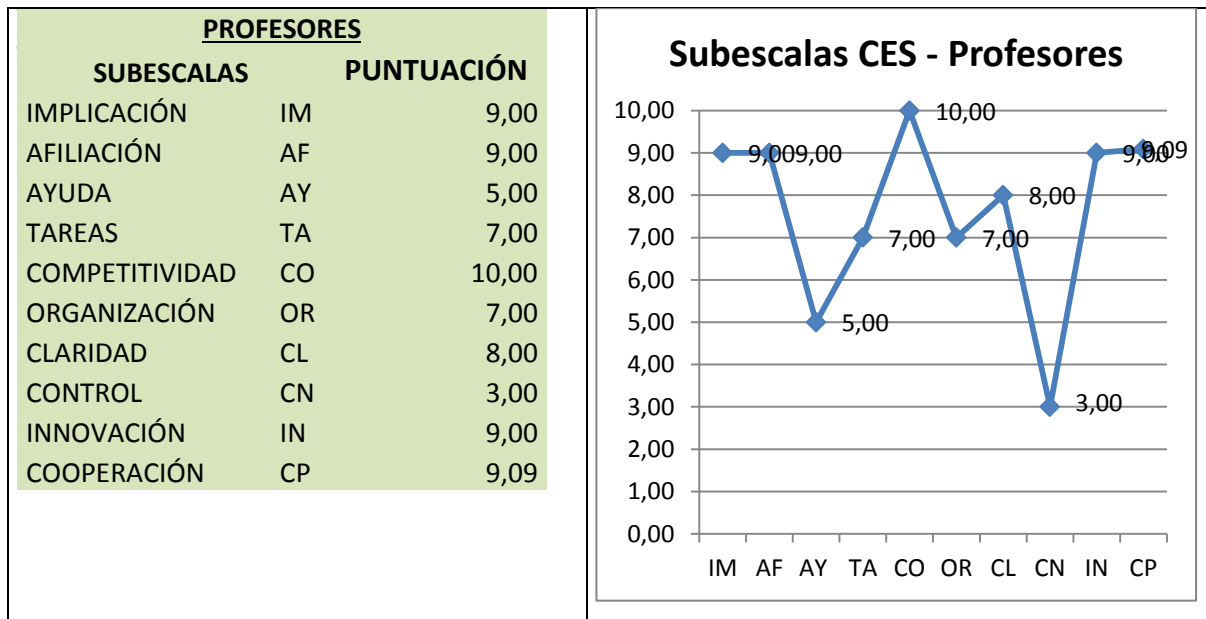 PROFESORES
SUBESCALAS PUNTUACIÓN
IMPLICACIÓN IM 9,00
AFILIACIÓN AF 9,00
AYUDA AY 5,00
TAREAS TA 7,00
COMPETITIVIDAD CO 10,00
ORGANIZACIÓN OR 7,00
CLARIDAD CL 8,00
CONTROL CN 3,00
INNOVACIÓN IN 9,00
COOPERACIÓN CP 9,09
Subescalas CES - Profesores
10,00
9,00
8,00
7,00
6,00
5,00
4,00
3,00
2,00
1,00
0,00
9,00
9,00
5,00
7,00
10,00
7,00
8,00
3,00
9,00
9,09
IM AF AY TA CO OR CL CN IN CP